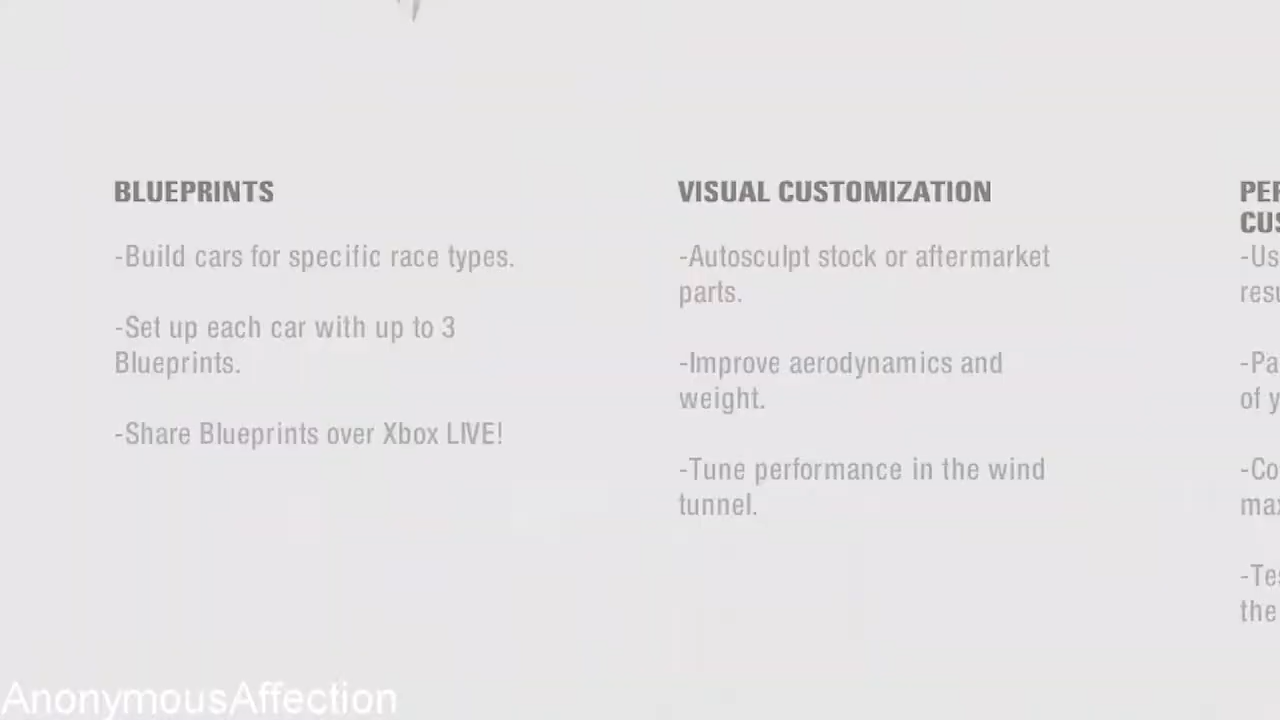 BLUEPRINTS
-Build cars for specific race types.
-Set up each car with up to 3
Blueprints.
-Share Blueprints over Xbox LIVE!
VISUAL CUSTOMIZATION
-Autosculpt stock or aftermarket
parts.
-Improve aerodynamics and
weight.
-Tune performance in the wind
tunnel.
of
the
AnonymousAffection